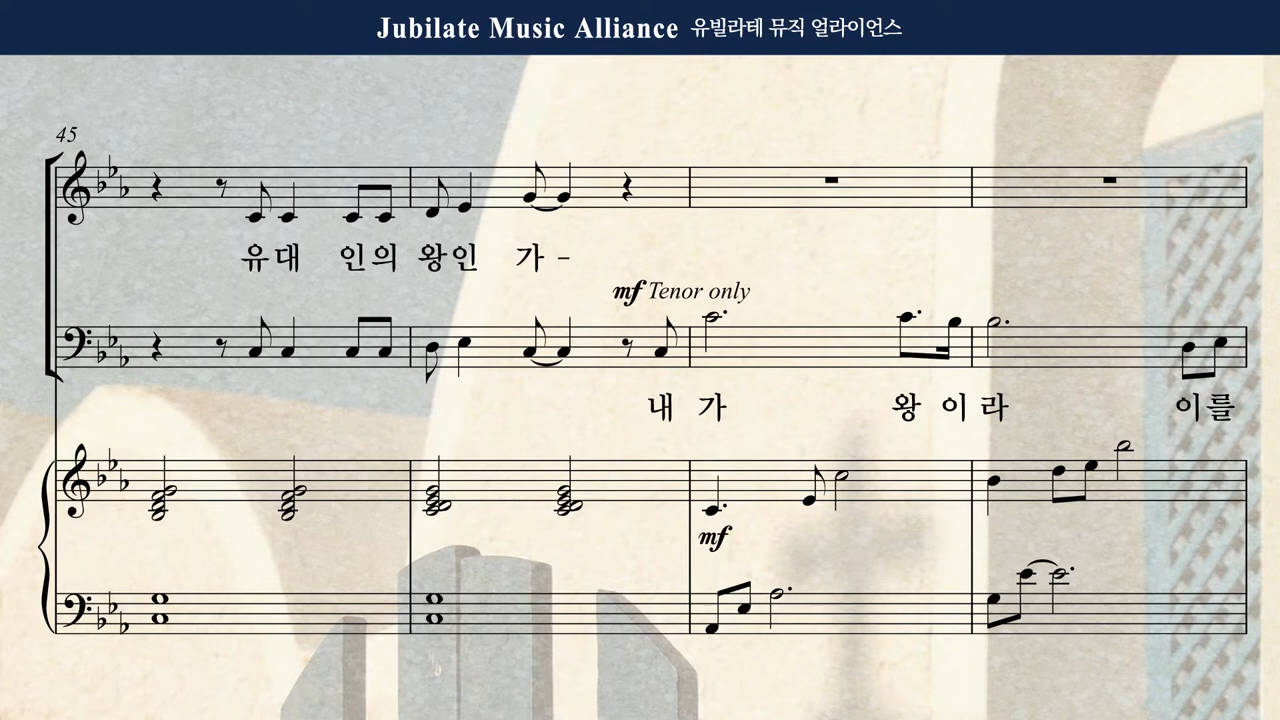 Jubilate Music Alliance 유빌라테 뮤직 얼라이언스
45
유대 인의 왕인 가-
mf Tenor only
내 가 왕 이 라 이를
mf